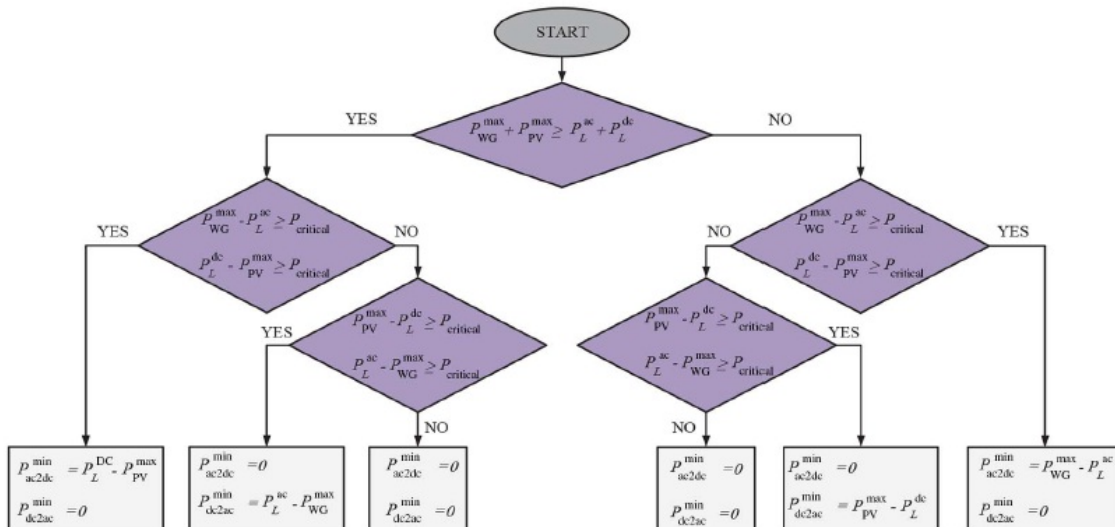 START
YES
P_WG^max + P_PV^max ≥ P_L^ac + P_L^dc
NO
YES
P_WG^max - P_L^ac ≥ P_critical
P_L^dc - P_PV^max ≥ P_critical
NO
NO
P_WG^max - P_L^ac ≥ P_critical
P_L^dc - P_PV^max ≥ P_critical
YES
YES
P_PV^max - P_L^dc ≥ P_critical
P_L^ac - P_WG^max ≥ P_critical
NO
P_PV^max - P_L^dc ≥ P_critical
P_L^ac - P_WG^max ≥ P_critical
YES
NO
P_ac2dc^min = P_L^DC - P_PV^max
P_dc2ac^min = 0
P_ac2dc^min = 0
P_dc2ac^min = P_L^ac - P_WG^max
P_ac2dc^min = 0
P_dc2ac^min = 0
P_ac2dc^min = 0
P_dc2ac^min = 0
P_ac2dc^min = 0
P_dc2ac^min = P_PV^max - P_L^dc
P_ac2dc^min = P_WG^max - P_L^ac
P_dc2ac^min = 0